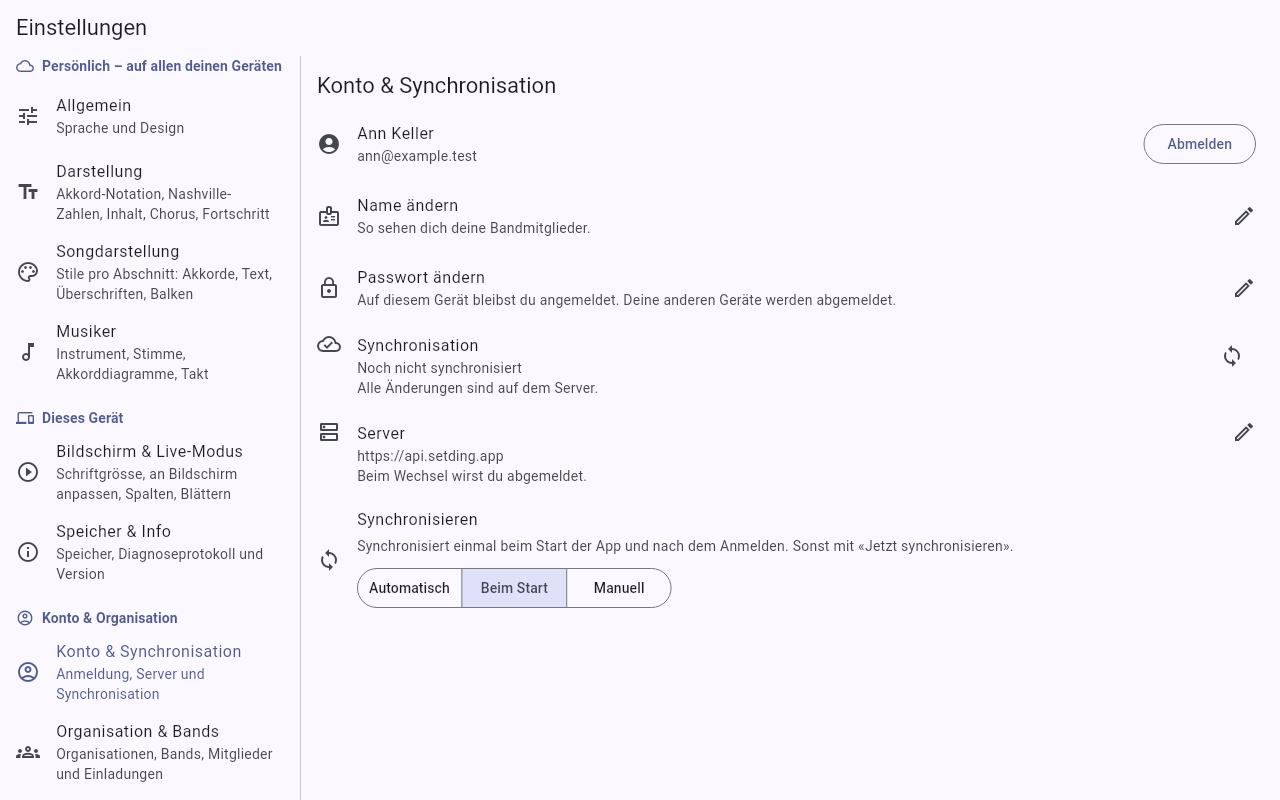 Einstellungen
Persönlich – auf allen deinen Geräten
Allgemein
Sprache und Design
Darstellung
Akkord-Notation, Nashville-
Zahlen, Inhalt, Chorus, Fortschritt
Songdarstellung
Stile pro Abschnitt: Akkorde, Text,
Überschriften, Balken
Musiker
Instrument, Stimme,
Akkorddiagramme, Takt
Dieses Gerät
Bildschirm & Live-Modus
Schriftgrösse, an Bildschirm
anpassen, Spalten, Blättern
Speicher & Info
Speicher, Diagnoseprotokoll und
Version
Konto & Organisation
Konto & Synchronisation
Anmeldung, Server und
Synchronisation
Organisation & Bands
Organisationen, Bands, Mitglieder
und Einladungen
Konto & Synchronisation
Ann Keller
ann@example.test
Abmelden
Name ändern
So sehen dich deine Bandmitglieder.
Passwort ändern
Auf diesem Gerät bleibst du angemeldet. Deine anderen Geräte werden abgemeldet.
Synchronisation
Noch nicht synchronisiert
Alle Änderungen sind auf dem Server.
Server
https://api.setding.app
Beim Wechsel wirst du abgemeldet.
Synchronisieren
Synchronisiert einmal beim Start der App und nach dem Anmelden. Sonst mit «Jetzt synchronisieren».
Automatisch Beim Start Manuell